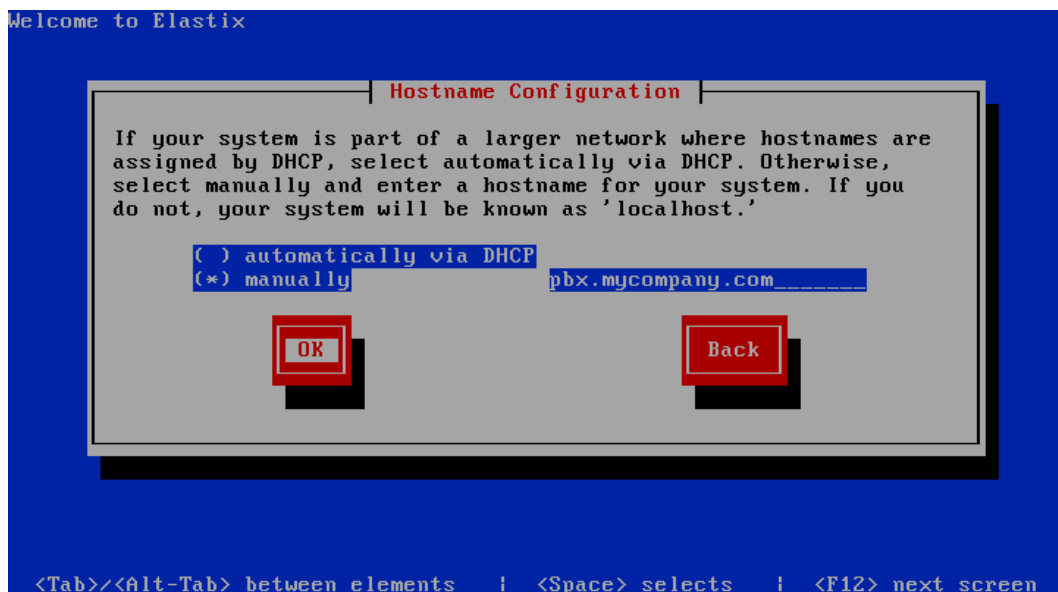 Welcome to Elastix
Hostname Configuration
If your system is part of a larger network where hostnames are
assigned by DHCP, select automatically via DHCP. Otherwise,
select manually and enter a hostname for your system. If you
do not, your system will be known as 'localhost.'
( ) automatically via DHCP
(*) manually pbx.mycompany.com_______
OK Back
<Tab>/<Alt-Tab> between elements | <Space> selects | <F12> next screen